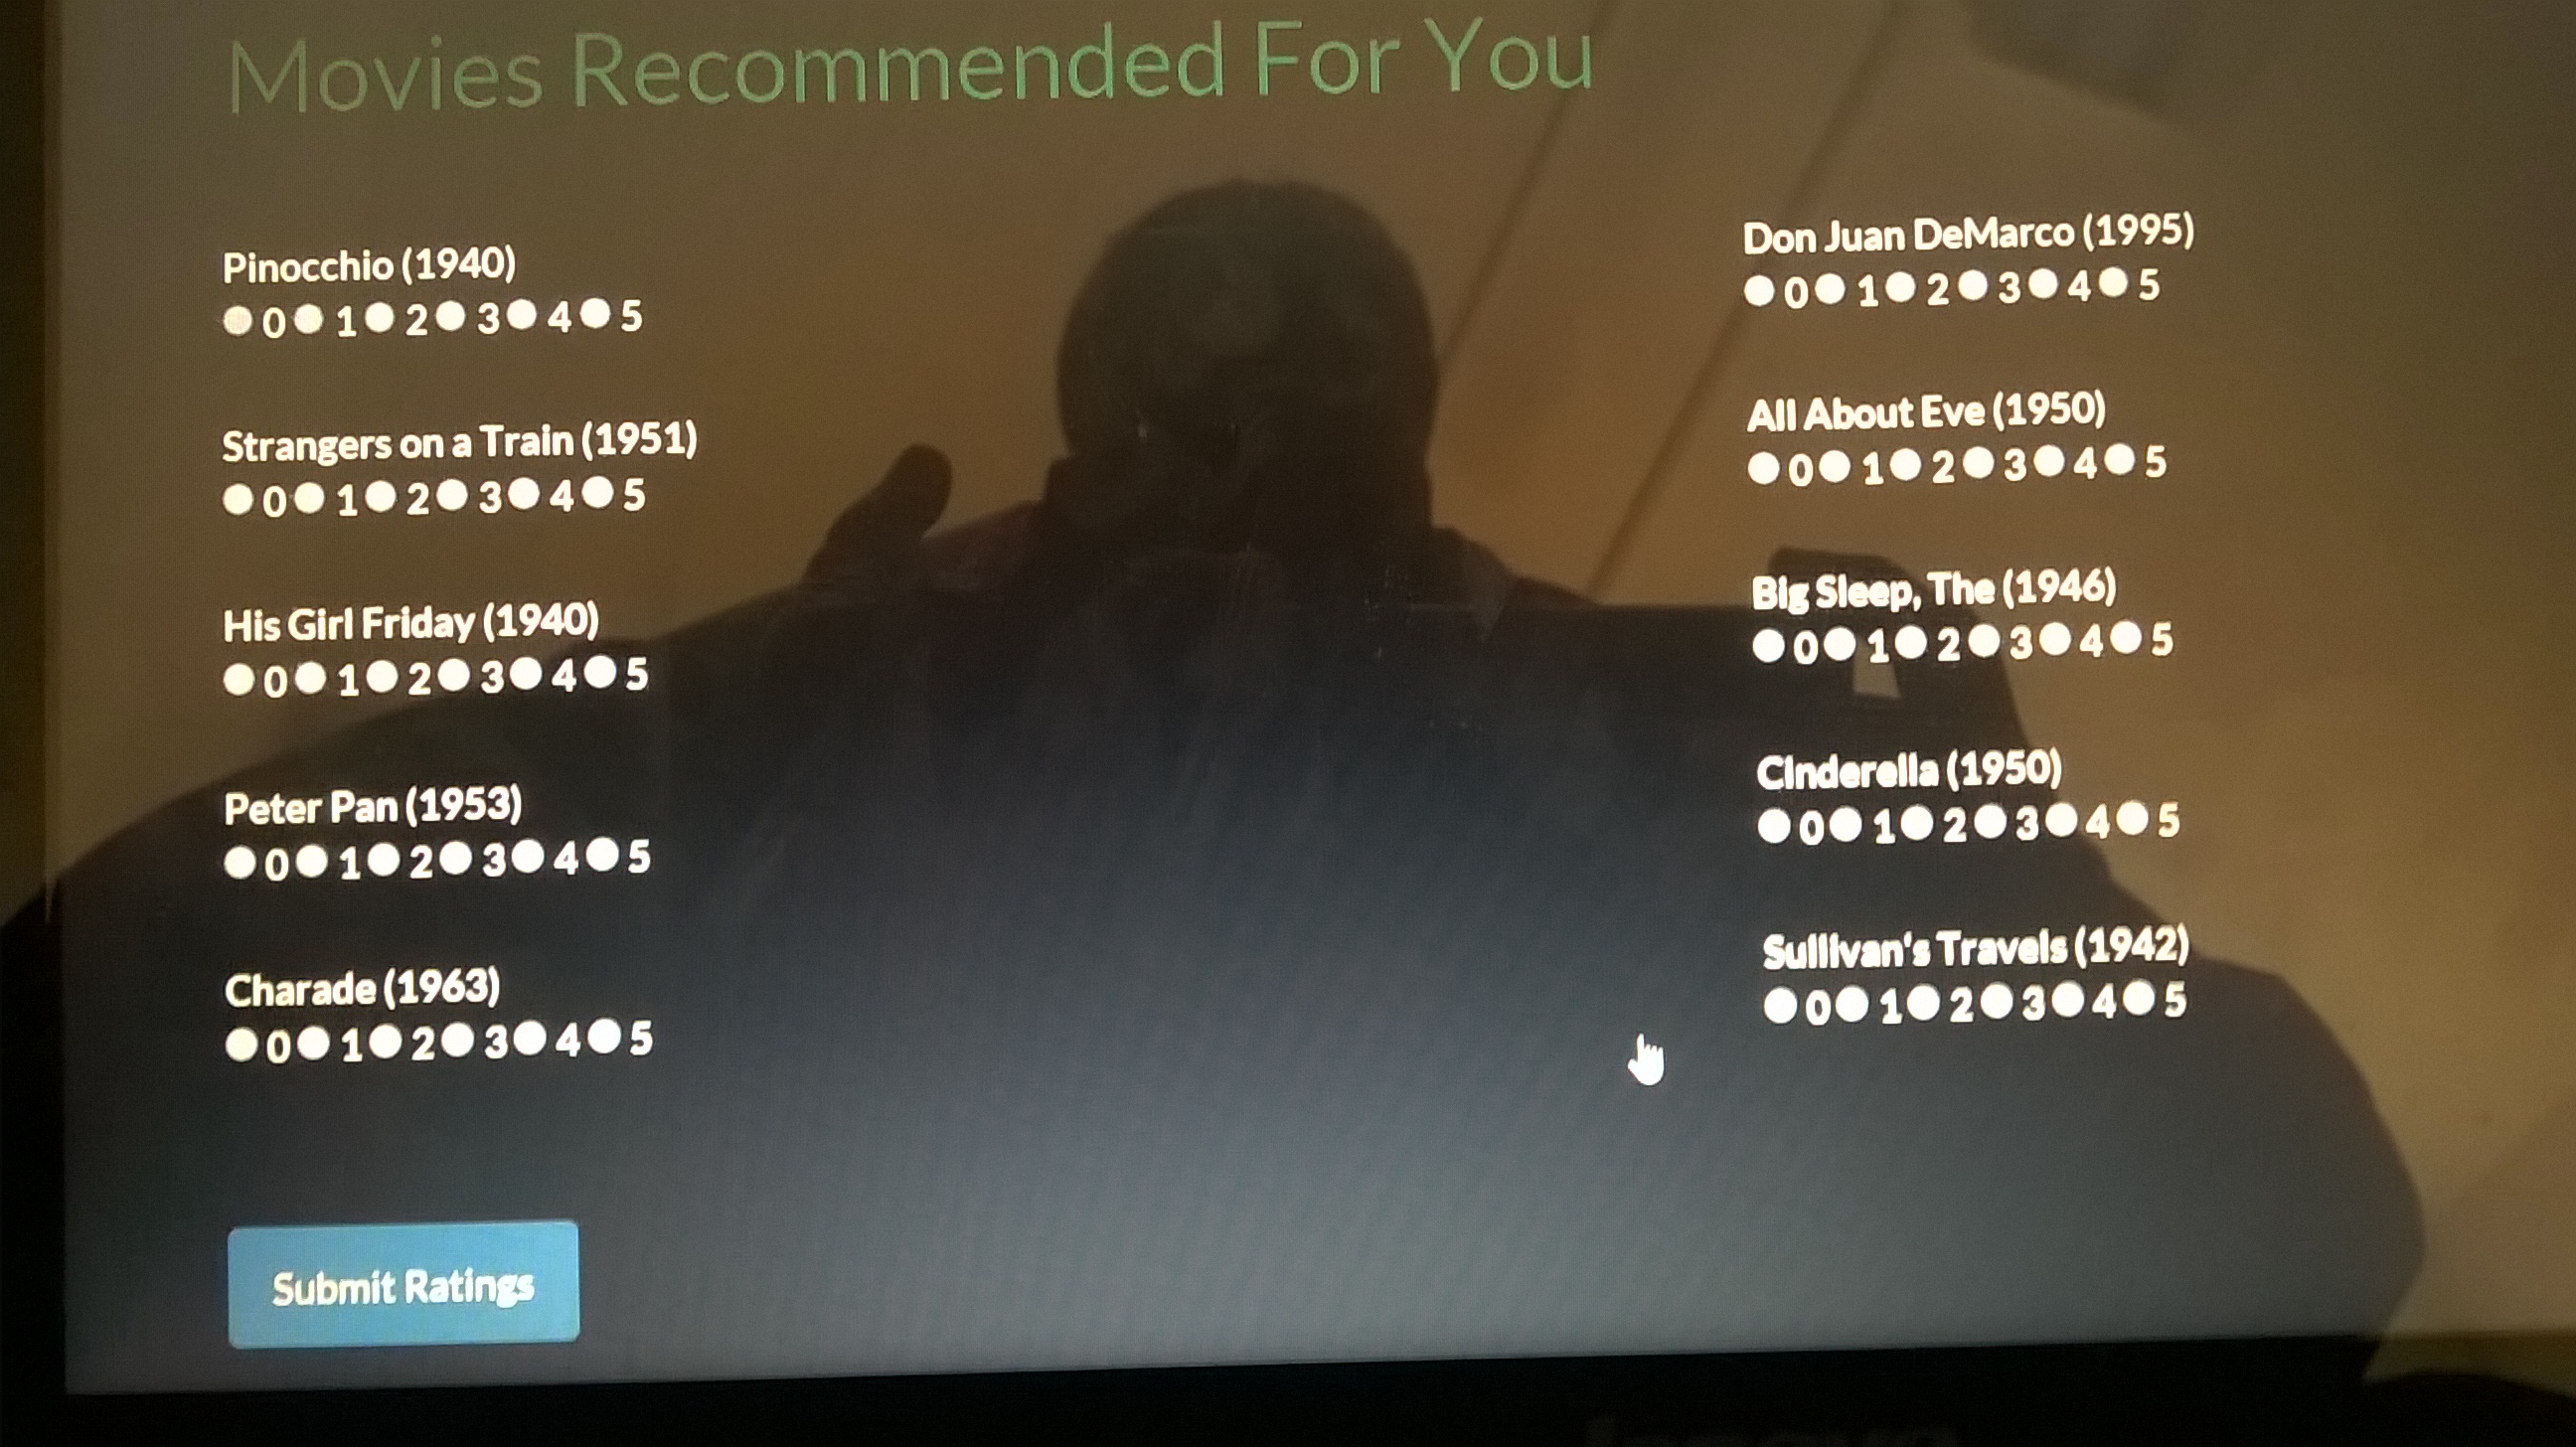 Movies Recommended For You
Pinocchio (1940)
0 1 2 3 4 5
Strangers on a Train (1951)
0 1 2 3 4 5
His Girl Friday (1940)
0 1 2 3 4 5
Peter Pan (1953)
0 1 2 3 4 5
Charade (1963)
0 1 2 3 4 5
Don Juan DeMarco (1995)
0 1 2 3 4 5
All About Eve (1950)
0 1 2 3 4 5
Big Sleep, The (1946)
0 1 2 3 4 5
Cinderella (1950)
0 1 2 3 4 5
Sullivan's Travels (1942)
0 1 2 3 4 5
Submit Ratings